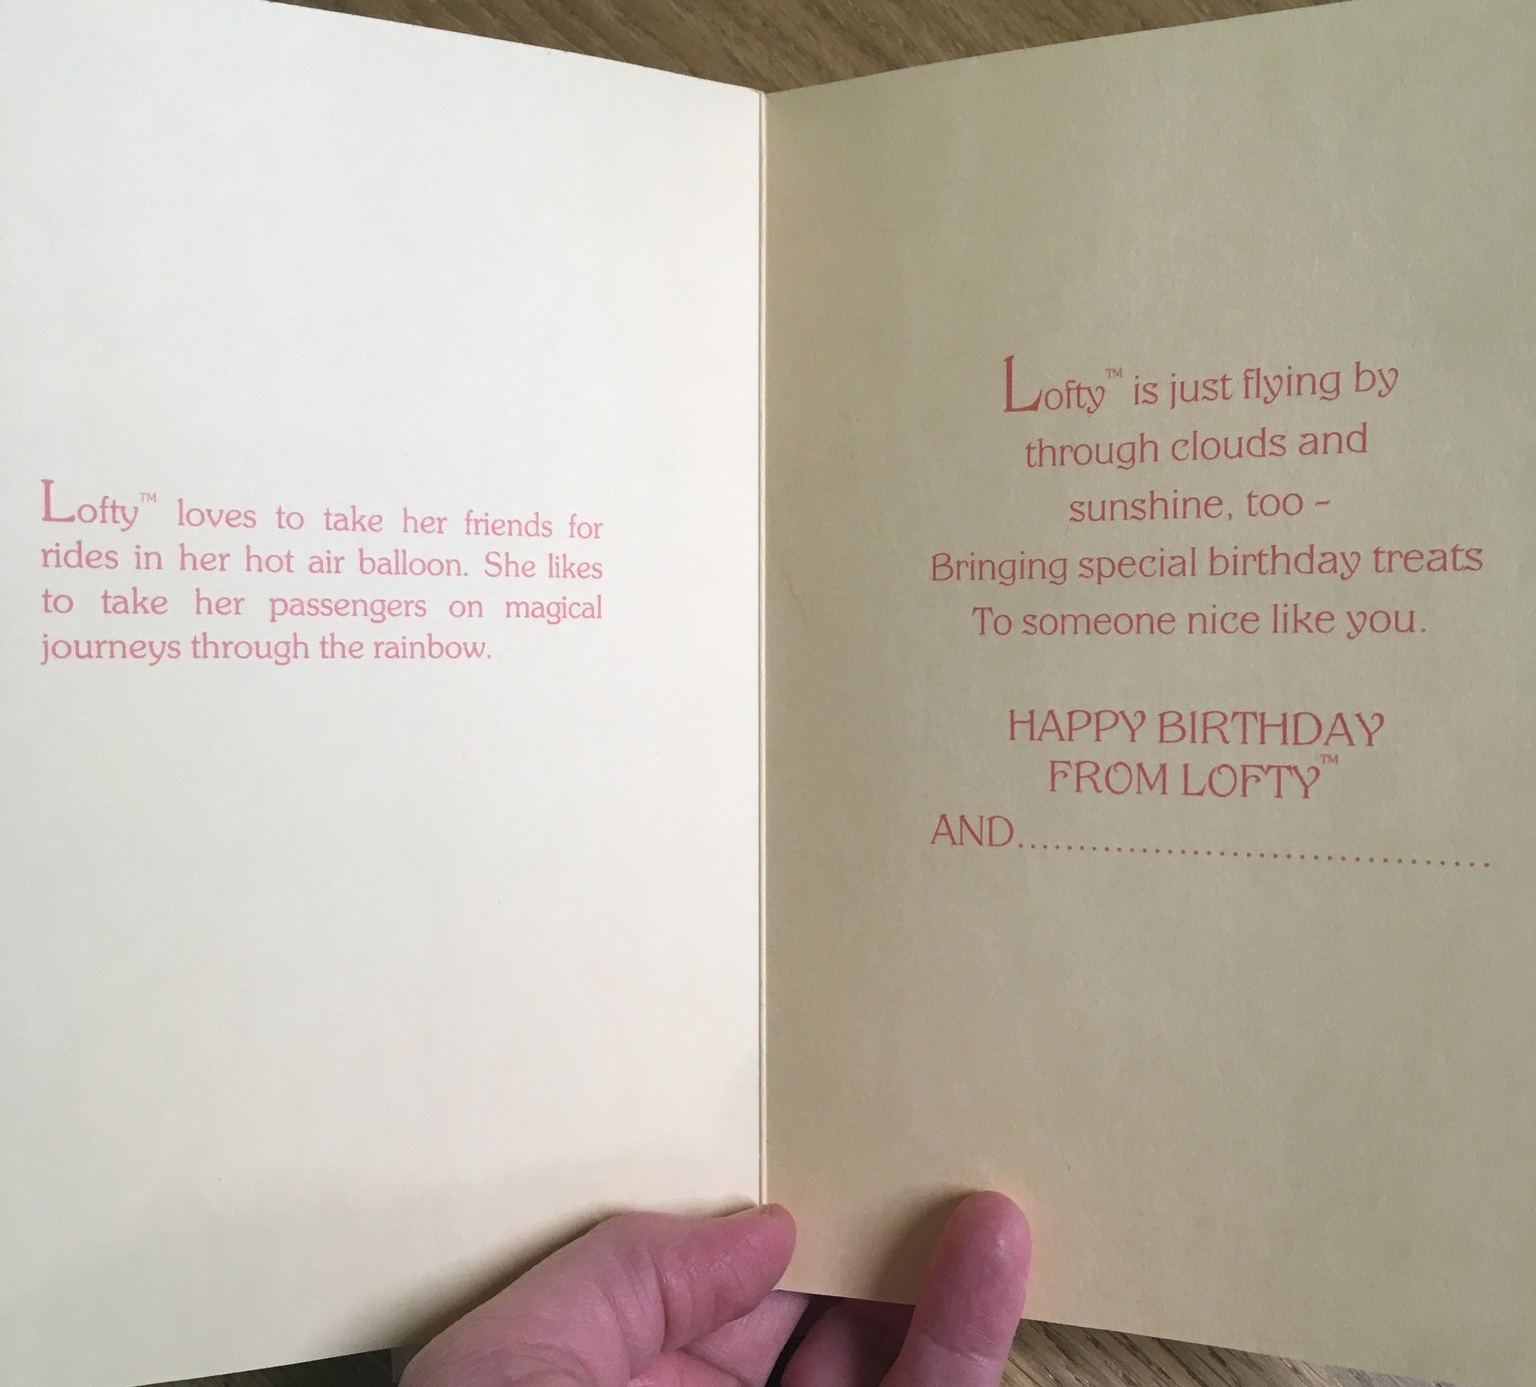 Lofty™ loves to take her friends for
rides in her hot air balloon. She likes
to take her passengers on magical
journeys through the rainbow.
Lofty™ is just flying by
through clouds and
sunshine, too -
Bringing special birthday treats
To someone nice like you.
HAPPY BIRTHDAY
FROM LOFTY™
AND.......................................